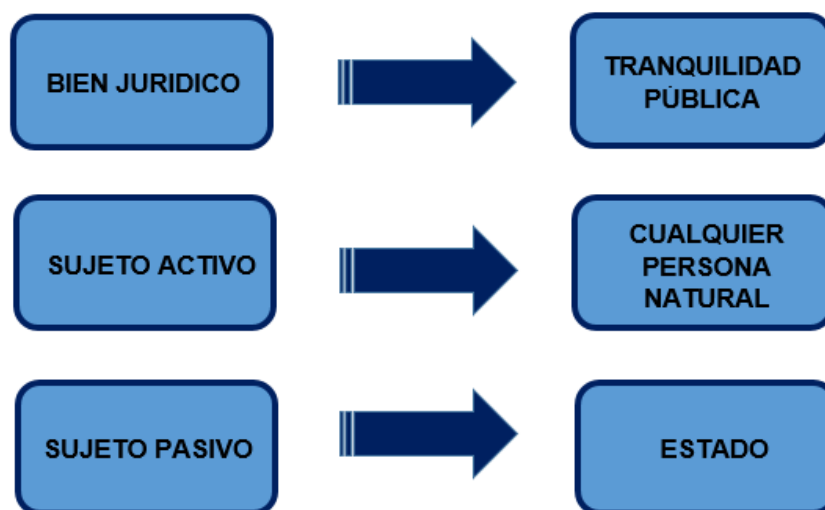 BIEN JURIDICO
TRANQUILIDAD
PÚBLICA
SUJETO ACTIVO
CUALQUIER
PERSONA
NATURAL
SUJETO PASIVO
ESTADO